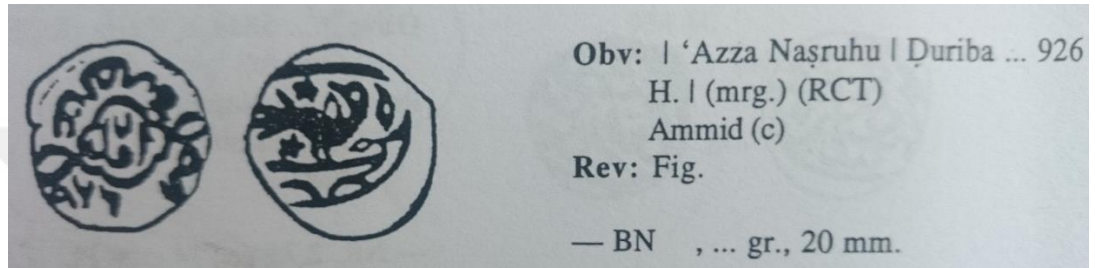 Obv: | ‘Azza Naṣruhu | Ḍuriba ... 926
H. | (mrg.) (RCT)
Ammid (c)
Rev: Fig.
— BN , ... gr., 20 mm.